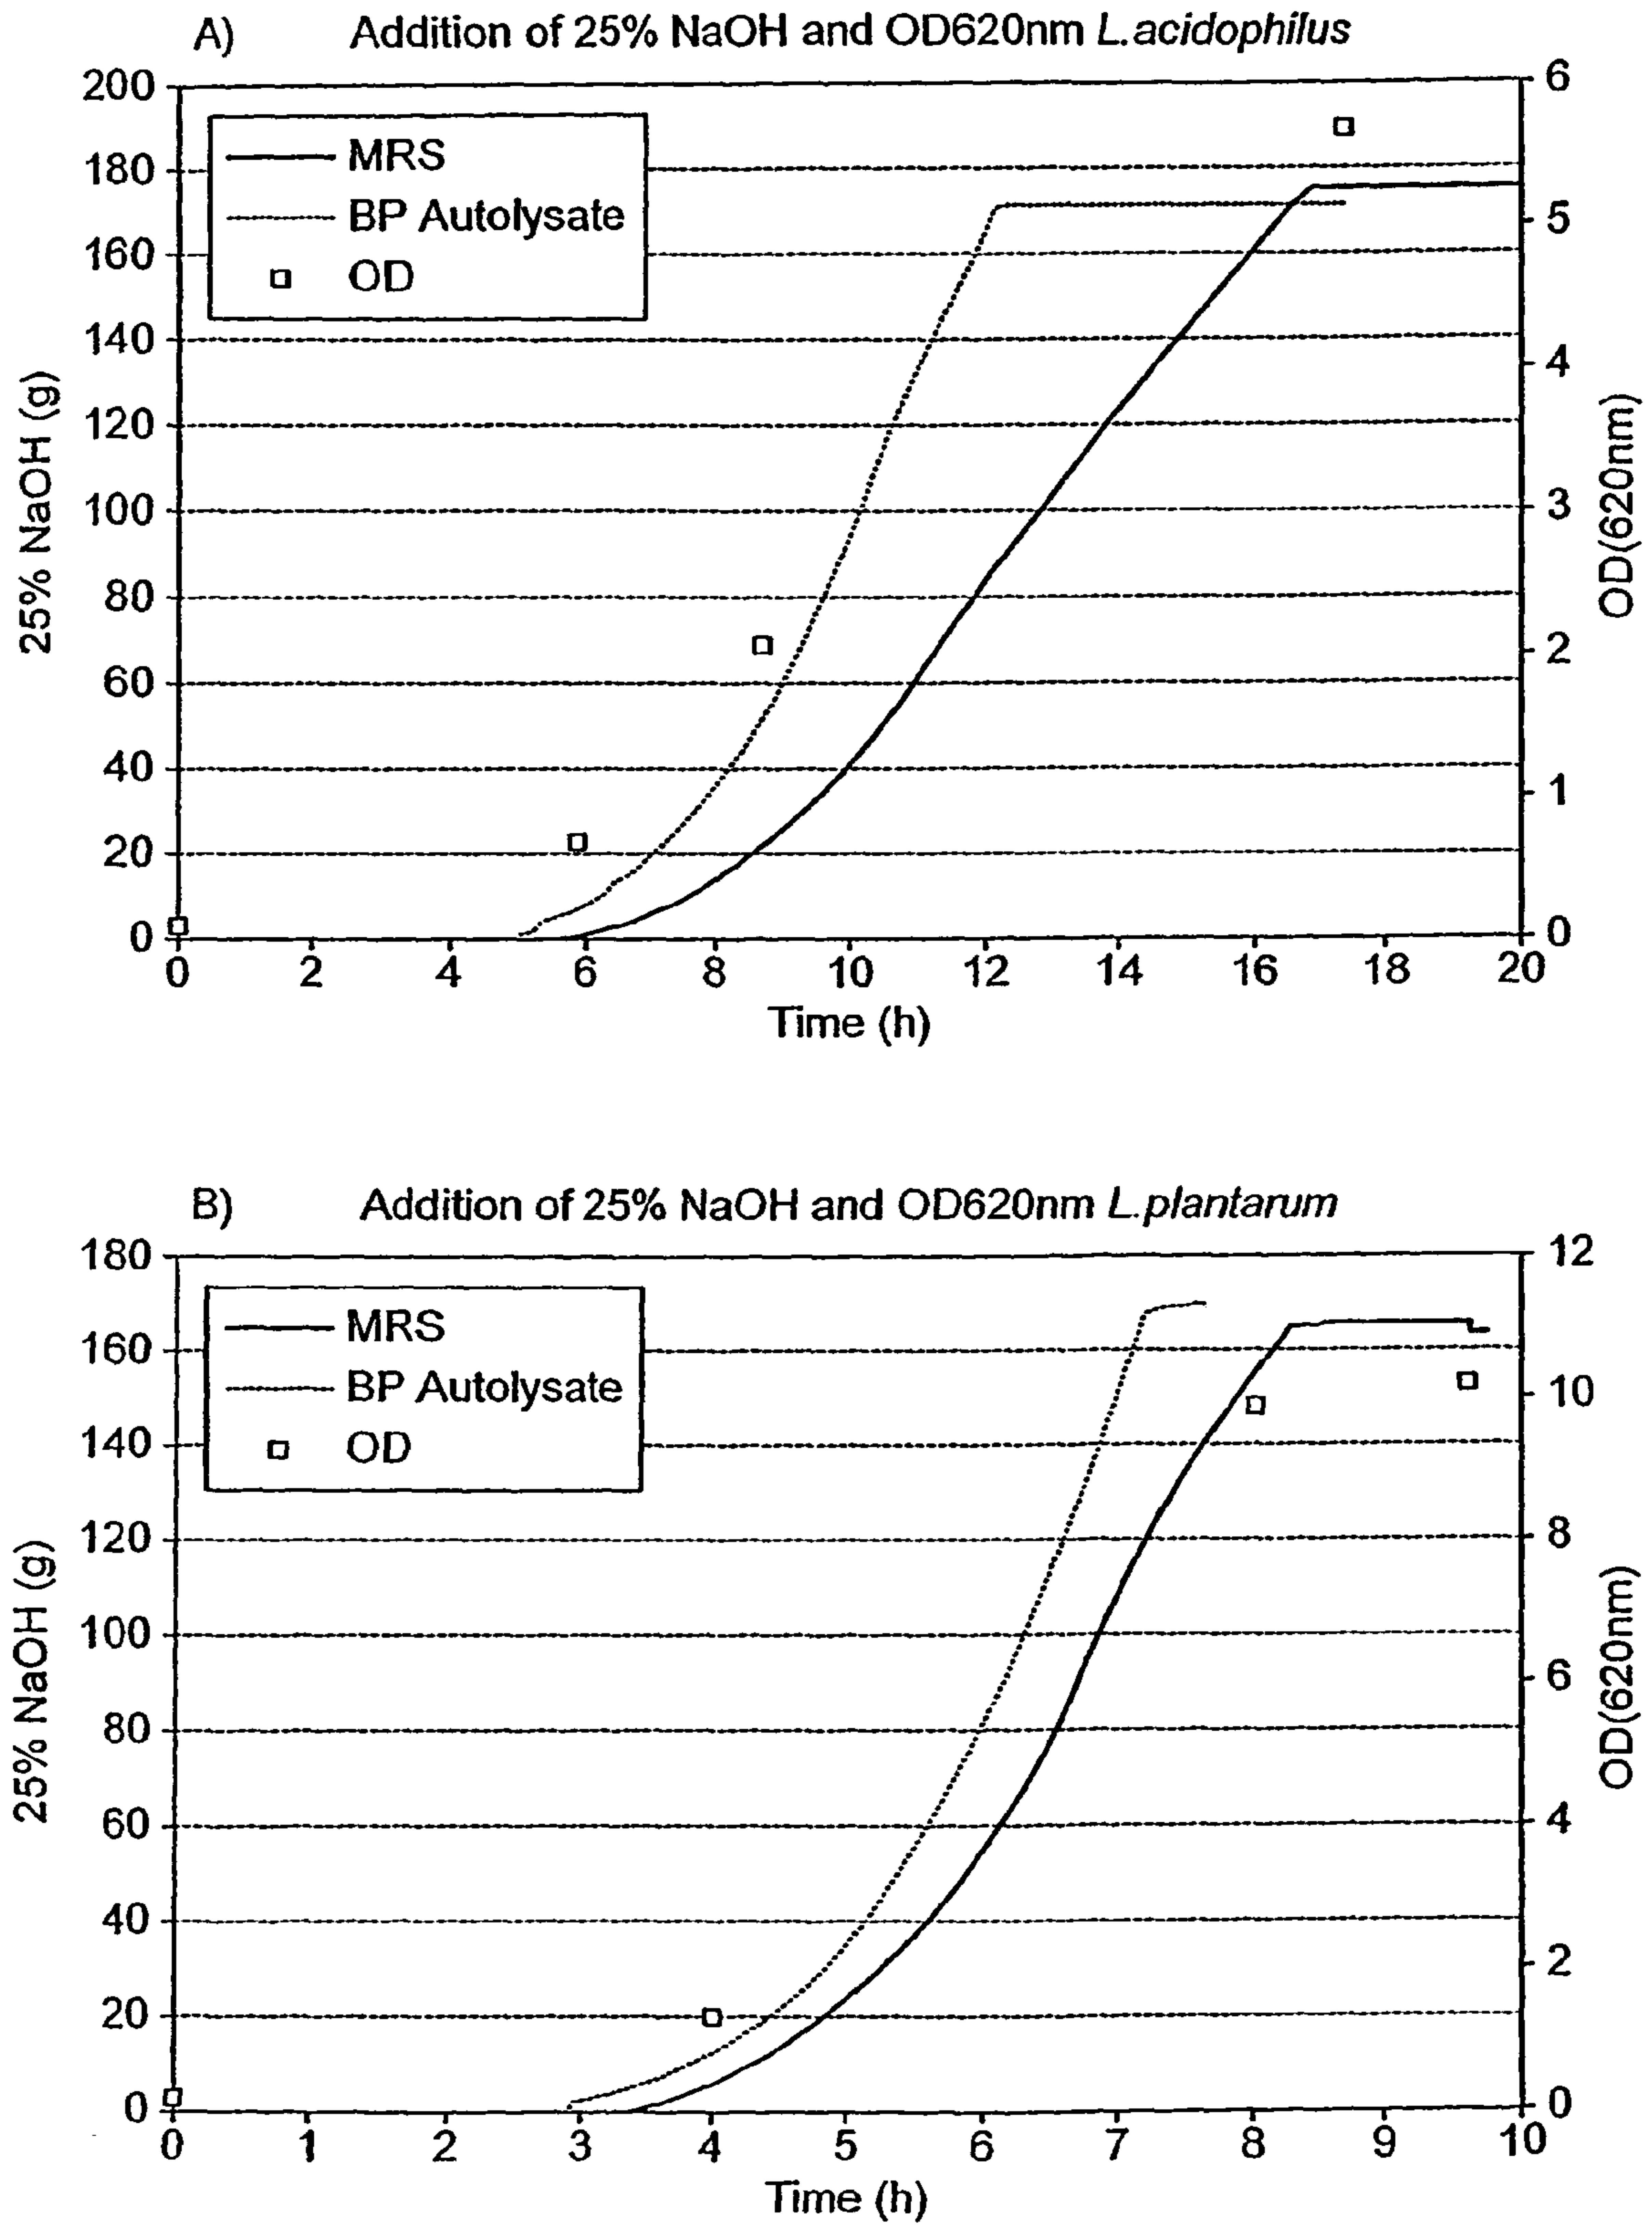 A) Addition of 25% NaOH and OD620nm L.acidophilus
200
180
160
140
120
100
80
60
40
20
0
25% NaOH (g)
MRS
BP Autolysate
OD
6
5
4
3
2
1
0
OD(620nm)
0 2 4 6 8 10 12 14 16 18 20
Time (h)
B) Addition of 25% NaOH and OD620nm L.plantarum
180
160
140
120
100
80
60
40
20
0
25% NaOH (g)
MRS
BP Autolysate
OD
12
10
8
6
4
2
0
OD(620nm)
0 1 2 3 4 5 6 7 8 9 10
Time (h)